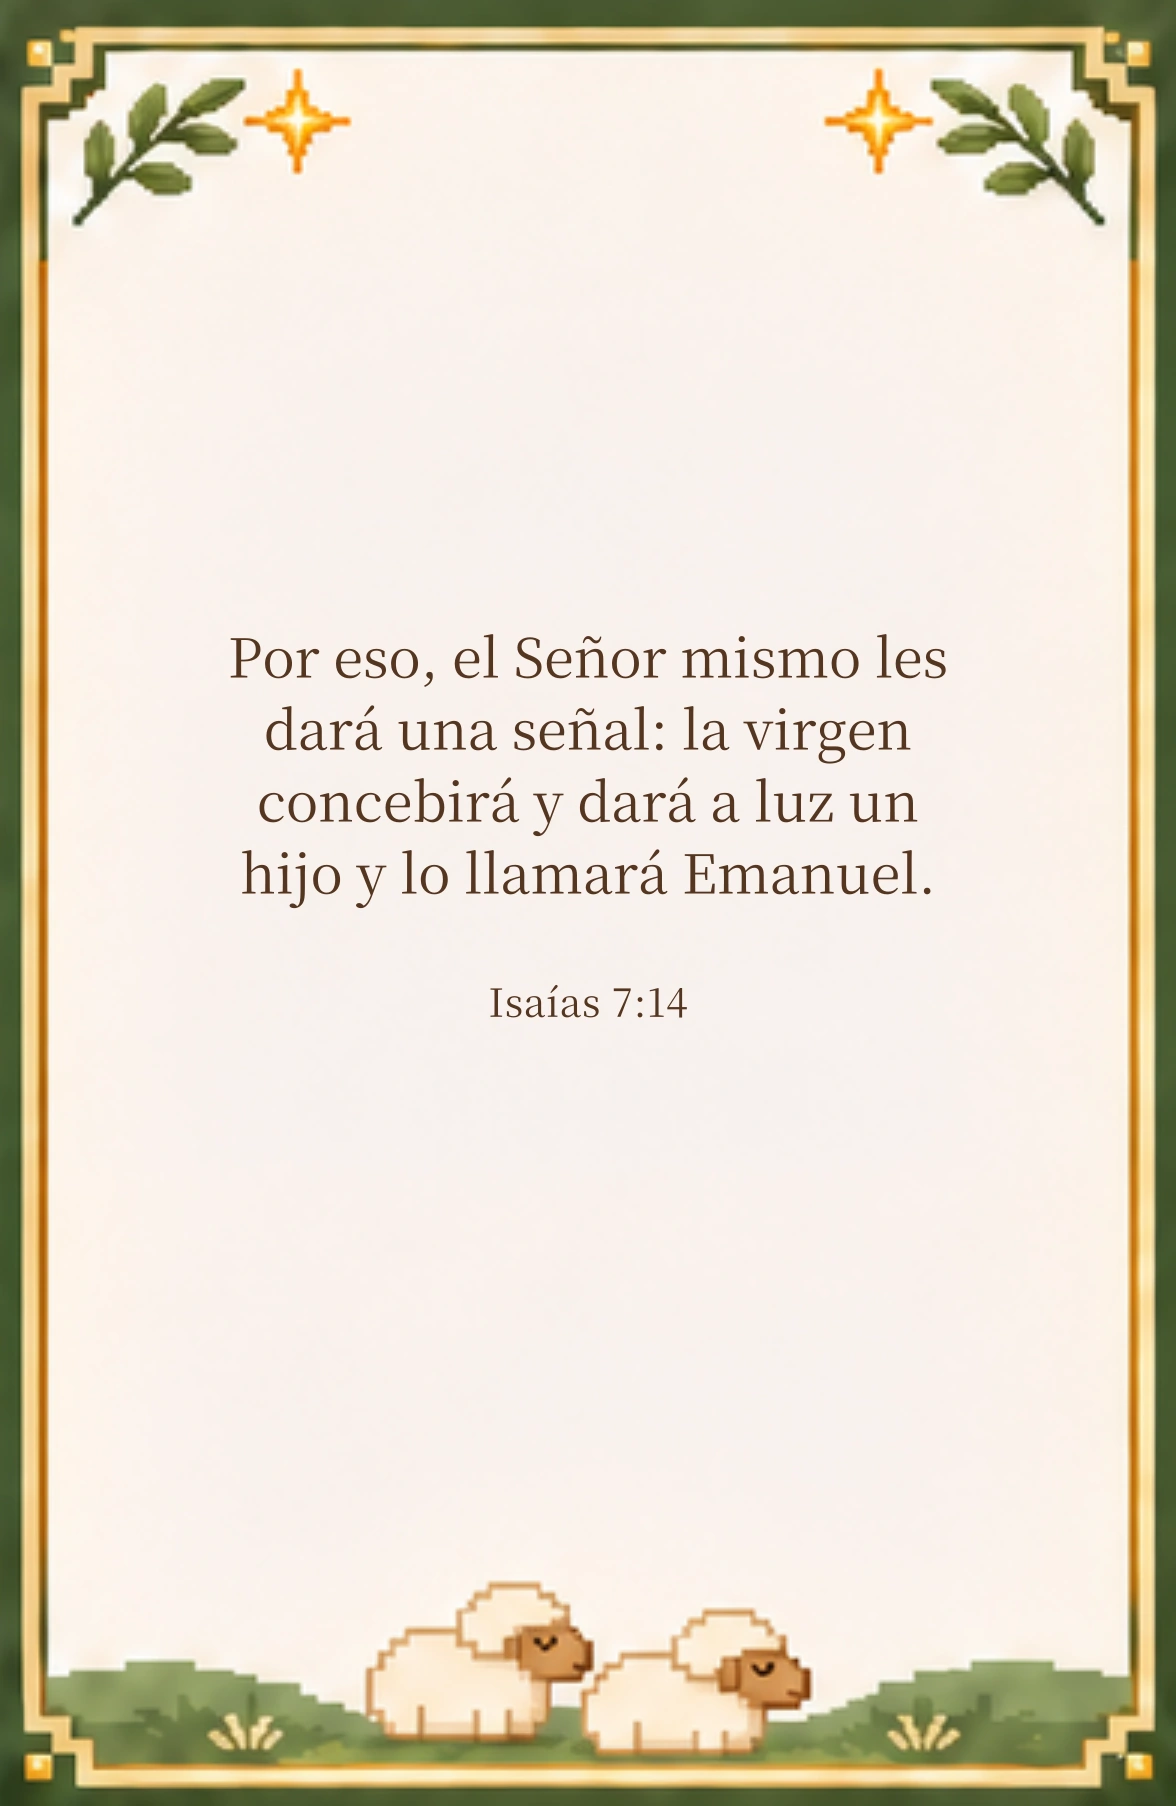 Por eso, el Señor mismo les
dará una señal: la virgen
concebirá y dará a luz un
hijo y lo llamará Emanuel.
Isaías 7:14